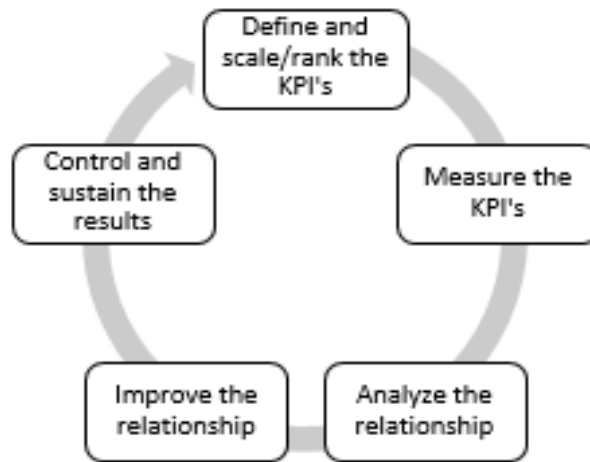 Define and
scale/rank the
KPI's
Measure the
KPI's
Analyze the
relationship
Improve the
relationship
Control and
sustain the
results